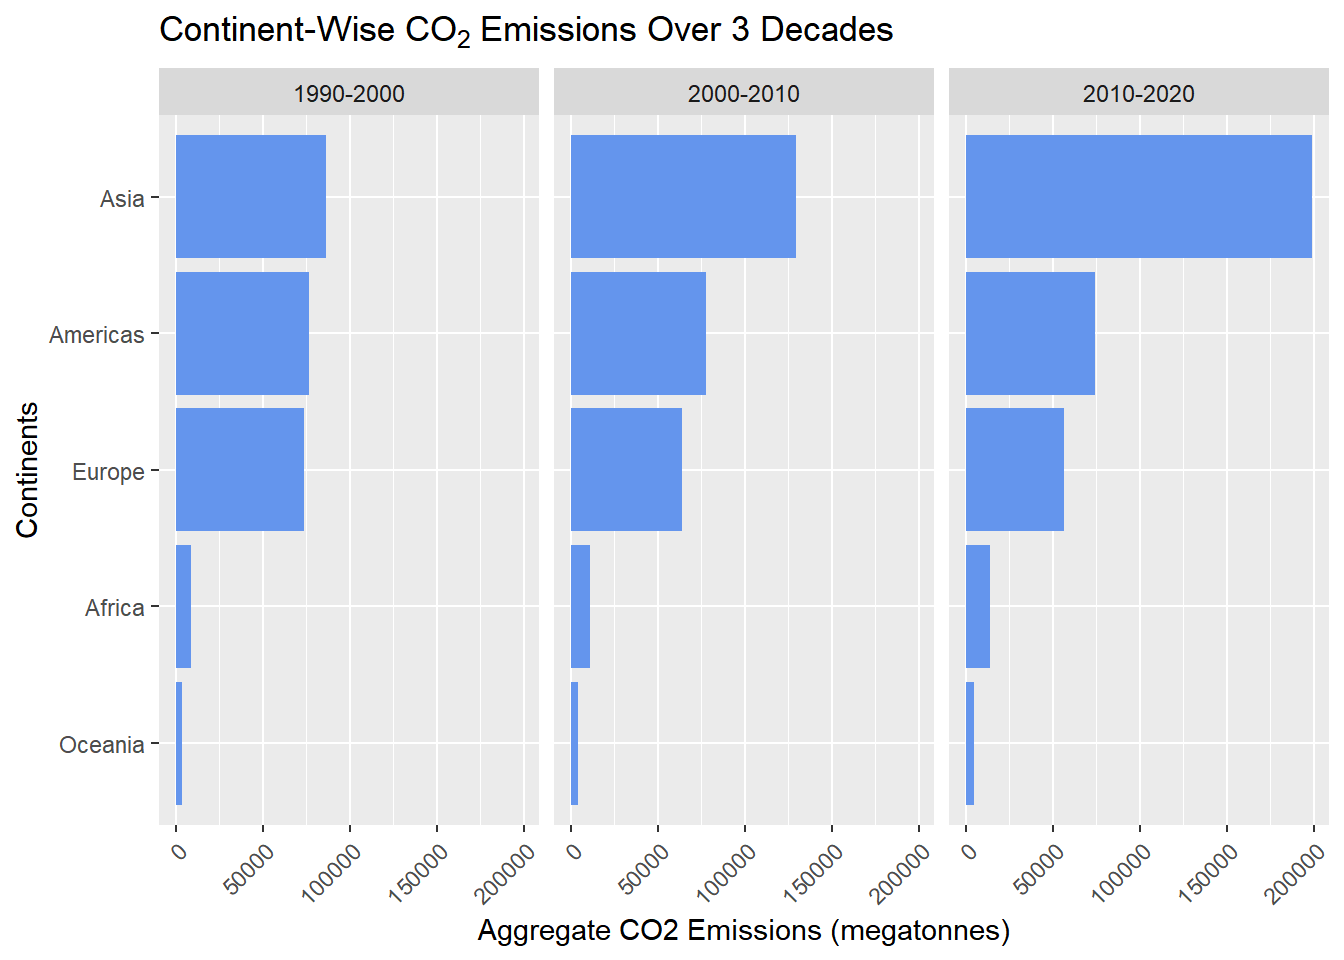 Continent-Wise CO₂ Emissions Over 3 Decades
1990-2000
2000-2010
2010-2020
Continents
Asia
Americas
Europe
Africa
Oceania
0 50000 100000 150000 200000
0 50000 100000 150000 200000
0 50000 100000 150000 200000
Aggregate CO2 Emissions (megatonnes)